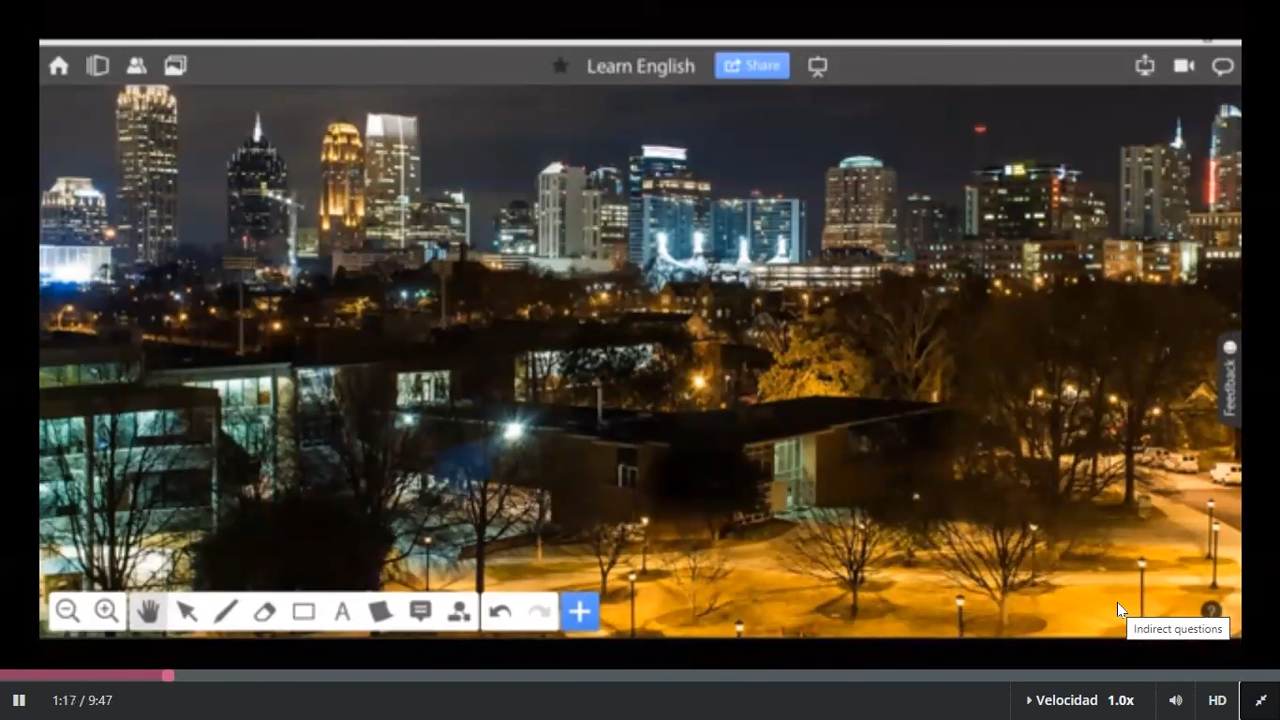 Learn English
Share
Feedback
A
?
Indirect questions
1:17 / 9:47
Velocidad 1.0x
HD